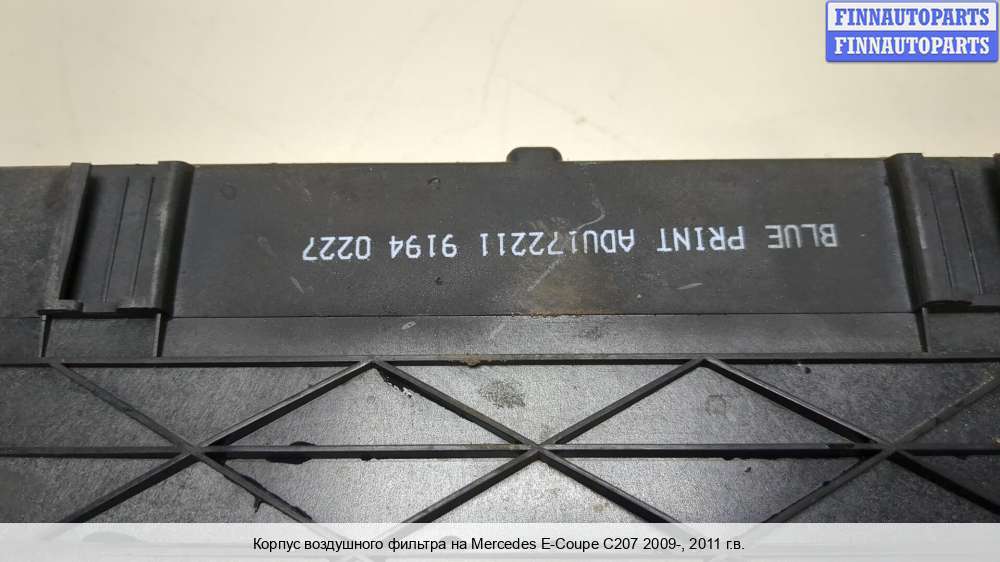 FINNAUTOPARTS
FINNAUTOPARTS
BLUE PRINT ADU172211 9194 0227
Корпус воздушного фильтра на Mercedes E-Coupe C207 2009-, 2011 г.в.